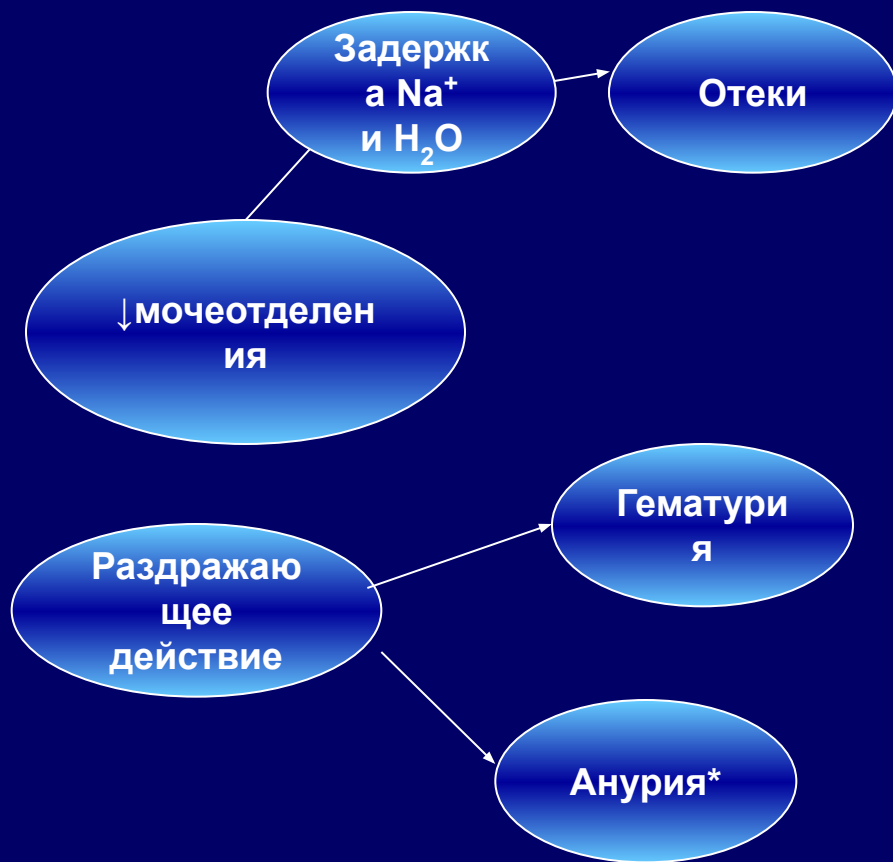 Задержк
а Na⁺
и H₂O
Отеки
↓мочеотделен
ия
Гематури
я
Раздражаю
щее
действие
Анурия*